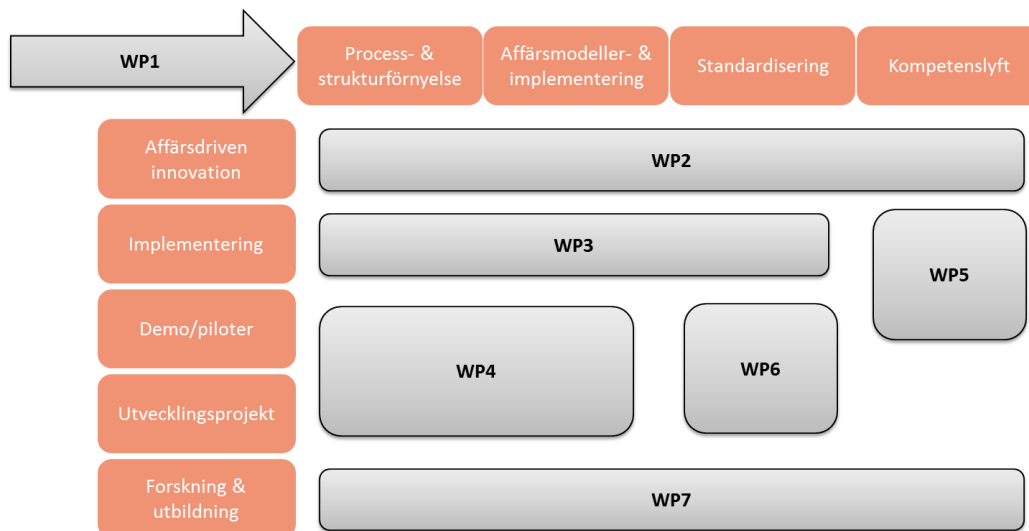 WP1
Process- &
strukturförnyelse
Affärsmodeller- &
implementering
Standardisering
Kompetenslyft
Affärsdriven
innovation
WP2
Implementering
WP3
WP5
Demo/piloter
WP4
WP6
Utvecklingsprojekt
Forskning &
utbildning
WP7